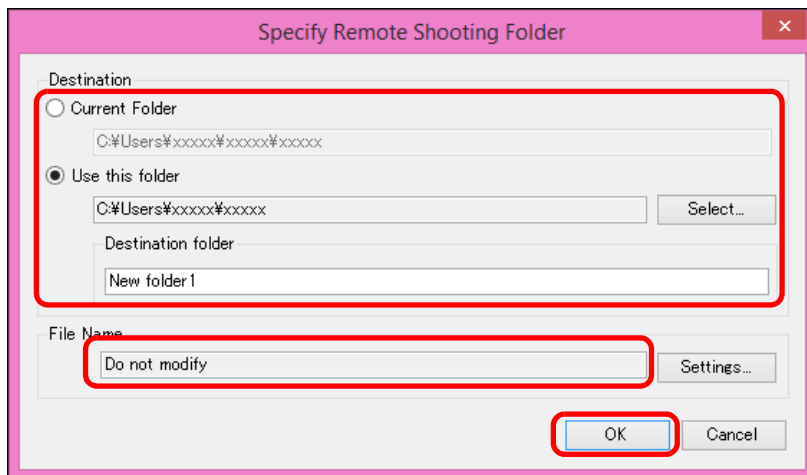 Specify Remote Shooting Folder
Destination
Current Folder
C:¥Users¥xxxxx¥xxxxx¥xxxxx
Use this folder
C:¥Users¥xxxxx¥xxxxx
Select...
Destination folder
New folder1
File Name
Do not modify
Settings...
OK
Cancel